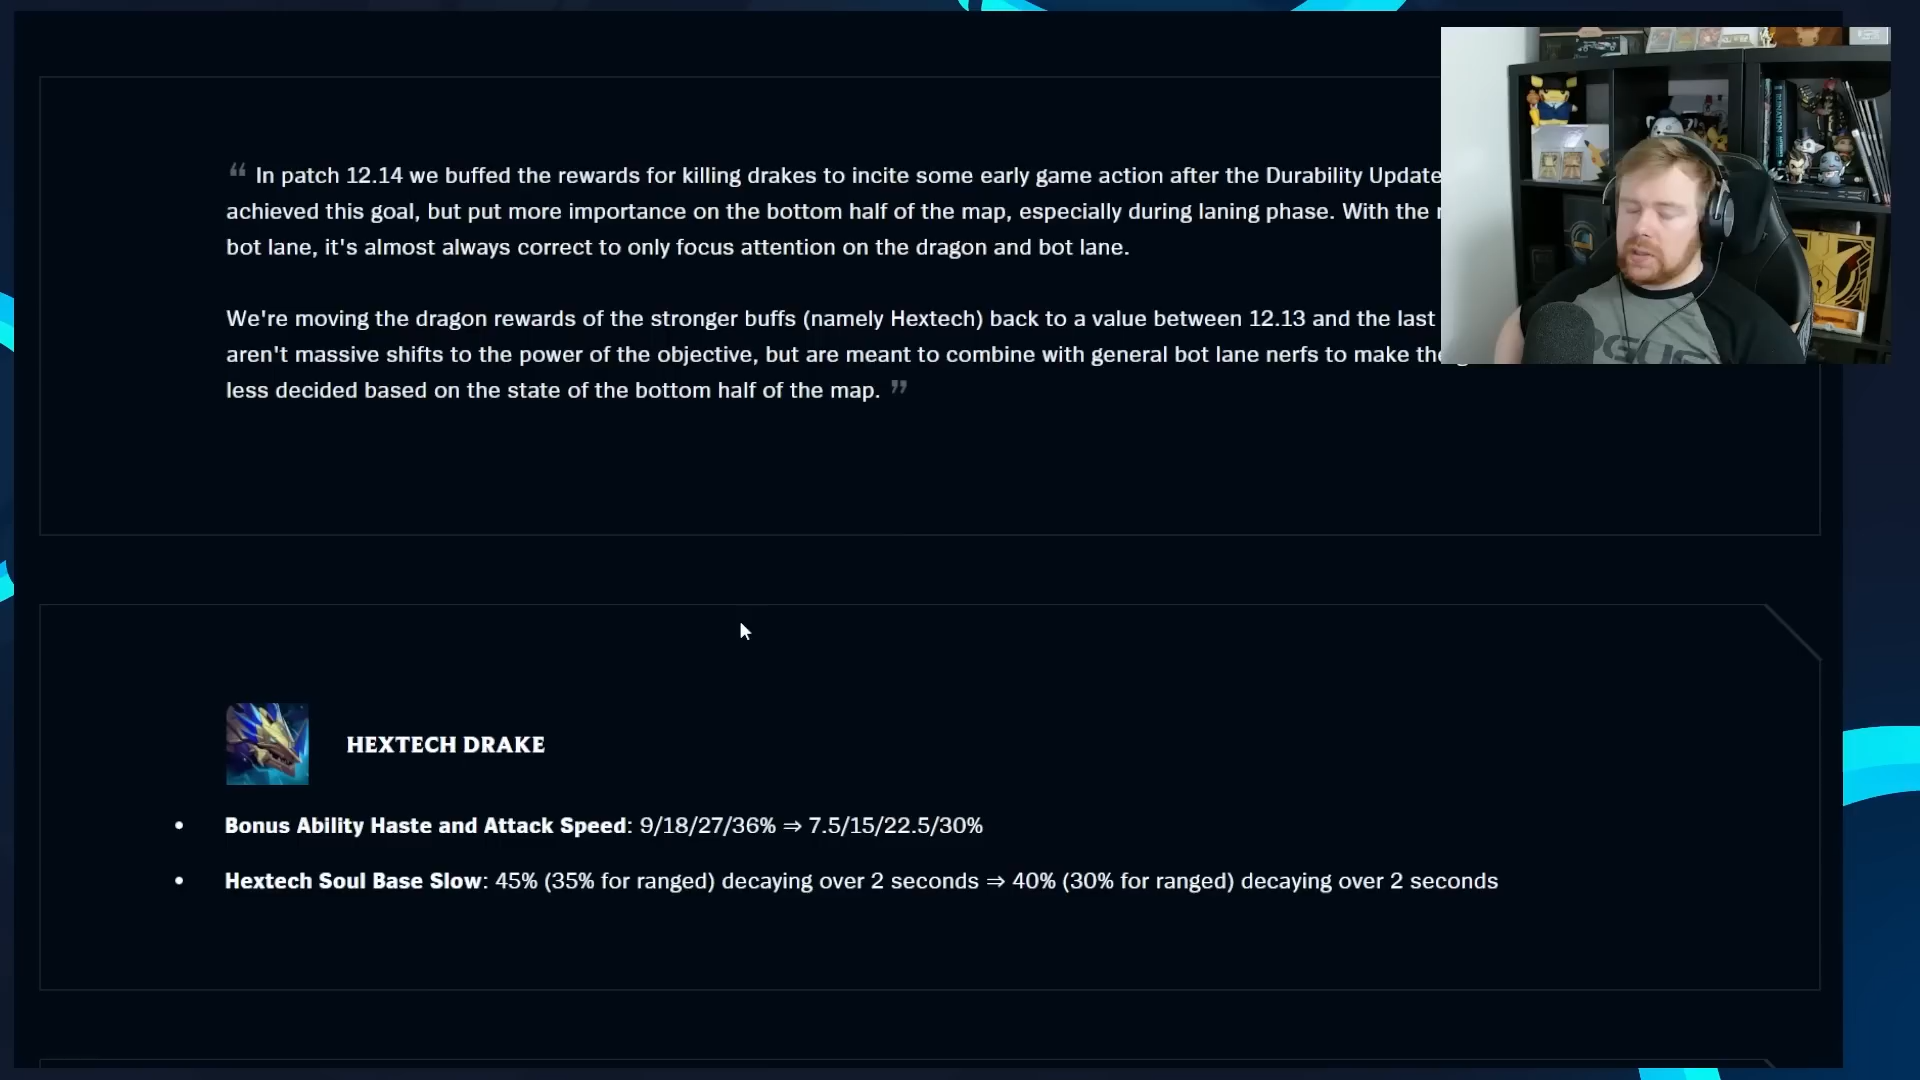 “ In patch 12.14 we buffed the rewards for killing drakes to incite some early game action after the Durability Update
achieved this goal, but put more importance on the bottom half of the map, especially during laning phase. With the
bot lane, it's almost always correct to only focus attention on the dragon and bot lane.
We're moving the dragon rewards of the stronger buffs (namely Hextech) back to a value between 12.13 and the last
aren't massive shifts to the power of the objective, but are meant to combine with general bot lane nerfs to make the
less decided based on the state of the bottom half of the map. ”
HEXTECH DRAKE
• Bonus Ability Haste and Attack Speed: 9/18/27/36% ⇒ 7.5/15/22.5/30%
• Hextech Soul Base Slow: 45% (35% for ranged) decaying over 2 seconds ⇒ 40% (30% for ranged) decaying over 2 seconds